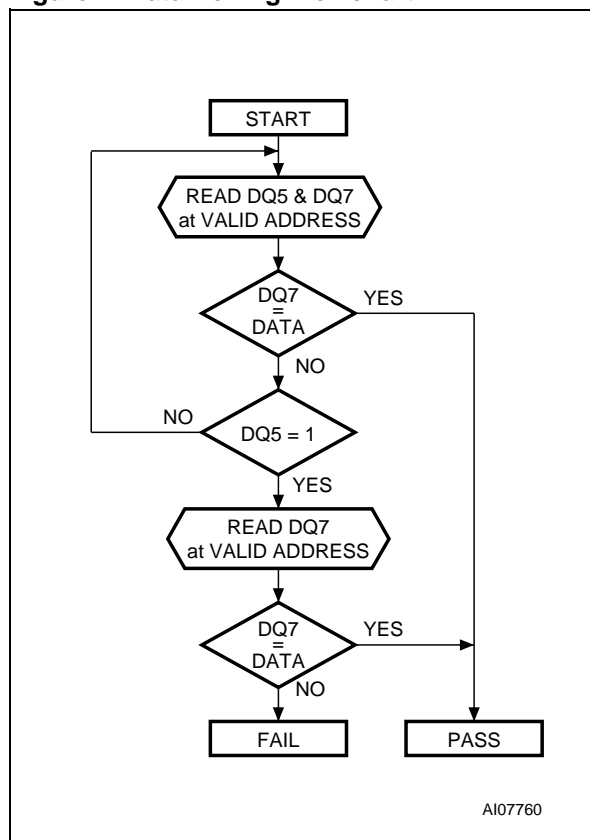 START
READ DQ5 & DQ7
at VALID ADDRESS
DQ7
=
DATA
YES
NO
NO
DQ5 = 1
YES
READ DQ7
at VALID ADDRESS
DQ7
=
DATA
YES
NO
FAIL
PASS
AI07760